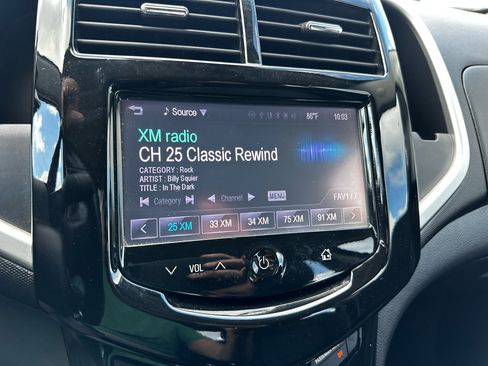 Source 86°F 10:03
XM radio
CH 25 Classic Rewind
CATEGORY : Rock
ARTIST : Billy Squier
TITLE : In The Dark
Category Channel MENU FAV1/7
25 XM 33 XM 34 XM 75 XM 91 XM
VOL